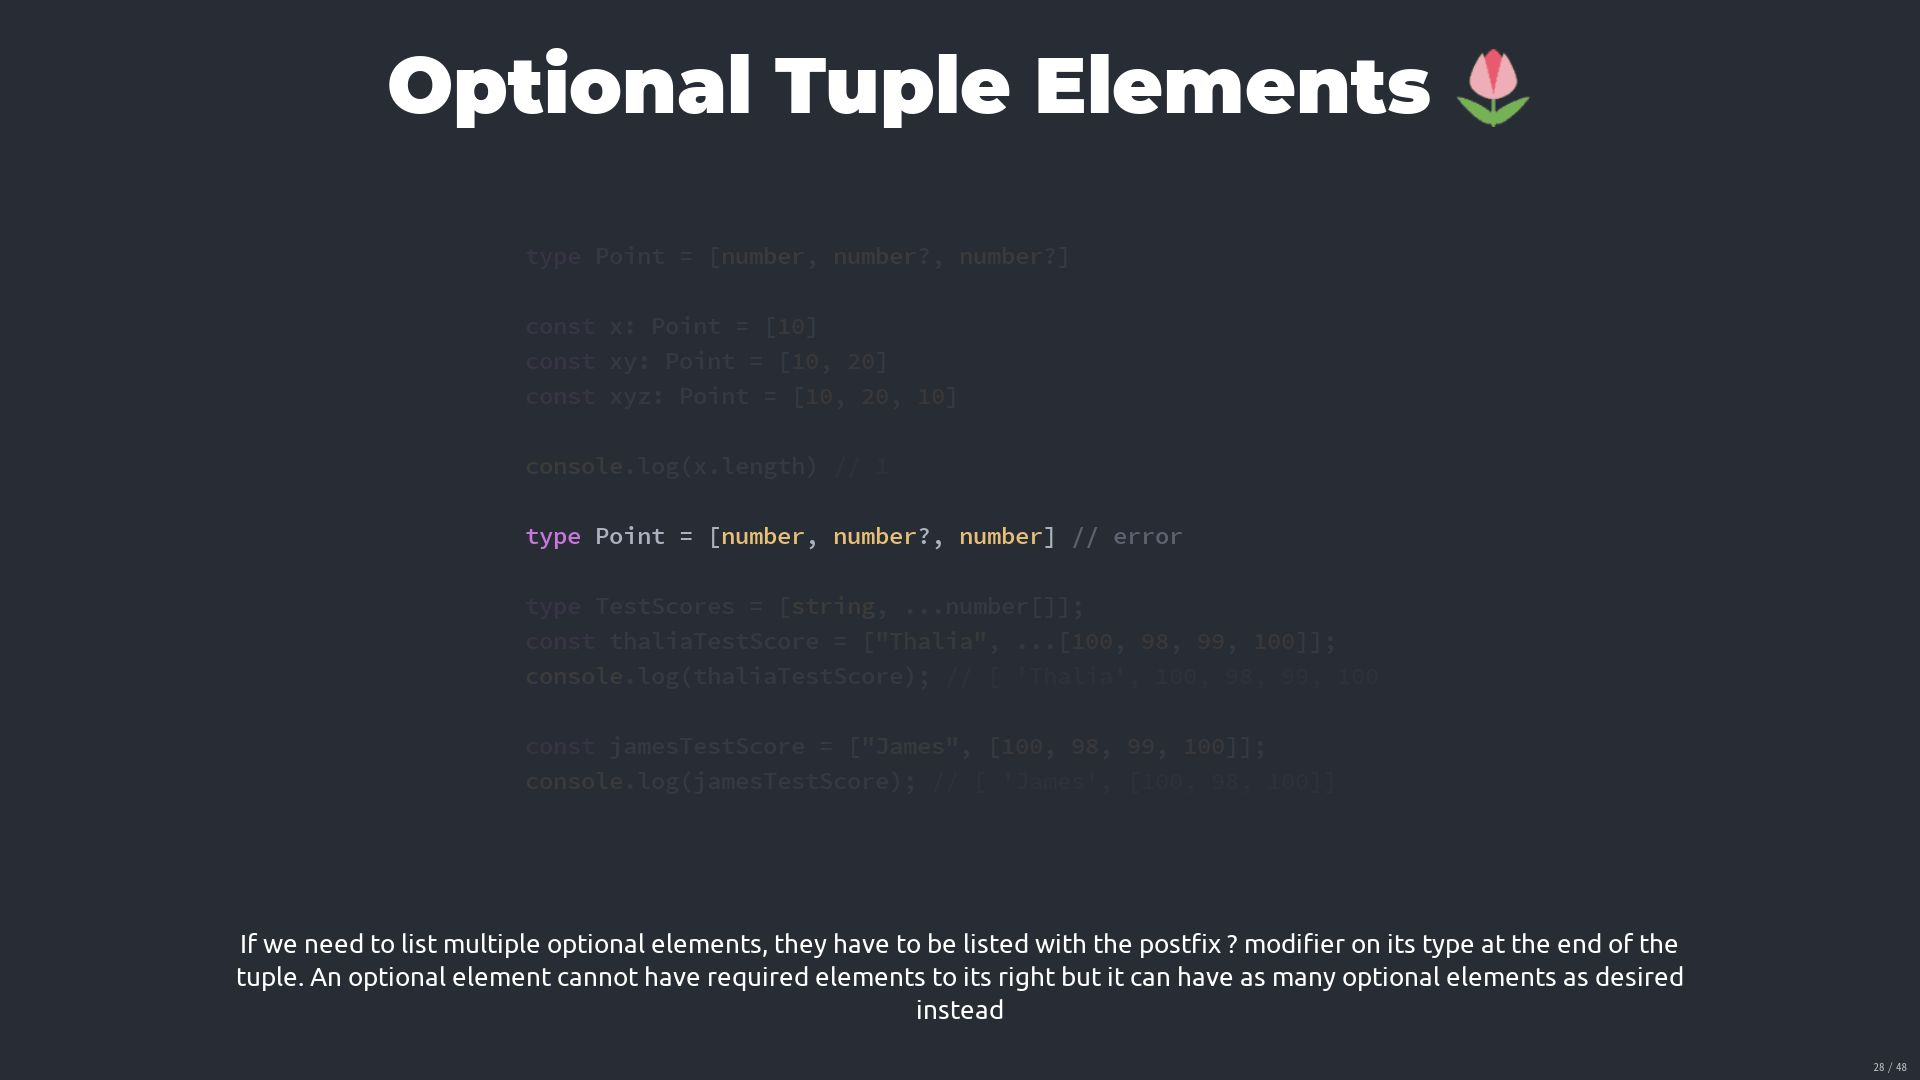 Optional Tuple Elements 🌷
type Point = [number, number?, number?]
const x: Point = [10]
const xy: Point = [10, 20]
const xyz: Point = [10, 20, 10]
console.log(x.length) // 1
type Point = [number, number?, number] // error
type TestScores = [string, ...number[]];
const thaliaTestScore = ["Thalia", ...[100, 98, 99, 100]];
console.log(thaliaTestScore); // [ 'Thalia', 100, 98, 99, 100
const jamesTestScore = ["James", [100, 98, 99, 100]];
console.log(jamesTestScore); // [ 'James', [100, 98, 100]]
If we need to list multiple optional elements, they have to be listed with the postfix ? modifier on its type at the end of the
tuple. An optional element cannot have required elements to its right but it can have as many optional elements as desired
instead
28 / 48